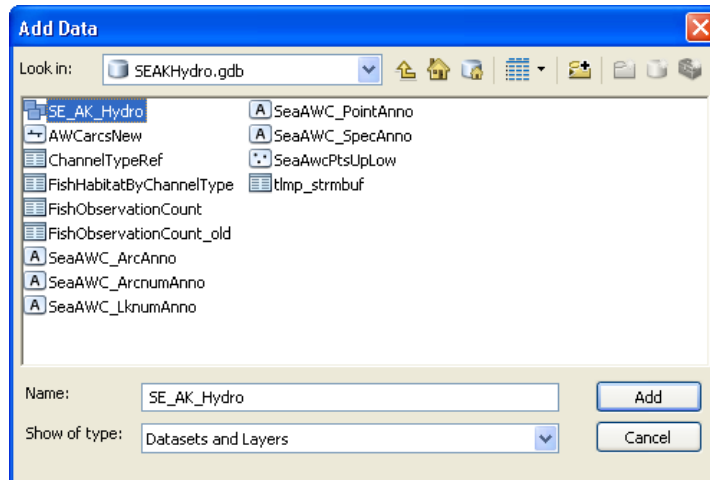 Add Data
Look in: SEAKHydro.gdb
SE_AK_Hydro
AWCarcsNew
ChannelTypeRef
FishHabitatByChannelType
FishObservationCount
FishObservationCount_old
A SeaAWC_ArcAnno
A SeaAWC_ArcnumAnno
A SeaAWC_LknumAnno
A SeaAWC_PointAnno
A SeaAWC_SpecAnno
SeaAwcPtsUpLow
tlmp_strmbuf
Name: SE_AK_Hydro Add
Show of type: Datasets and Layers Cancel